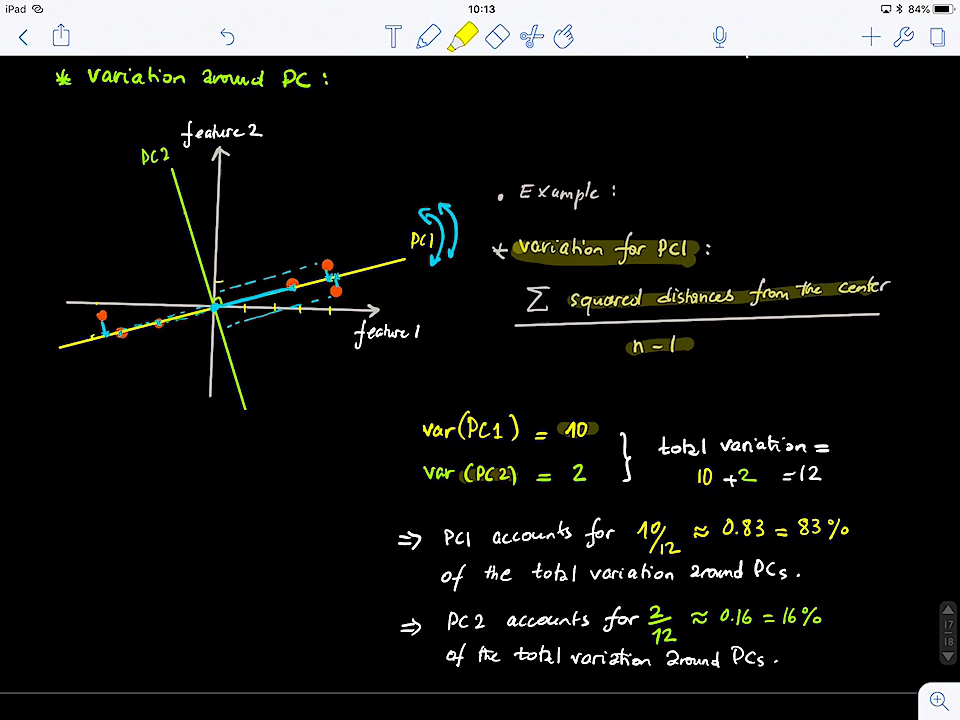 iPad
10:13
84%
T
* Variation around PC :
feature 2
PC2
PC1
feature 1
• Example :
* variation for PC1 :
∑ squared distances from the center
n - 1
var(PC1) = 10
var (PC2) = 2
total variation =
10 + 2 = 12
⇒ PC1 accounts for 10/12 ≈ 0.83 = 83%
of the total variation around PCs.
⇒ PC2 accounts for 2/12 ≈ 0.16 = 16%
of the total variation around PCs.
17
18